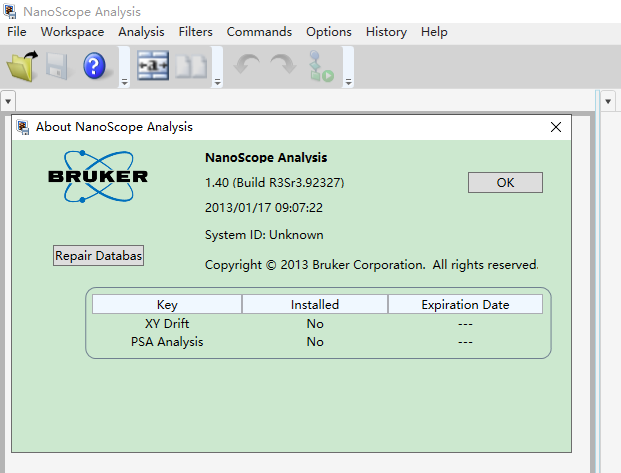 NanoScope Analysis
File Workspace Analysis Filters Commands Options History Help
a
About NanoScope Analysis
BRUKER
NanoScope Analysis
1.40 (Build R3Sr3.92327)
OK
2013/01/17 09:07:22
System ID: Unknown
Repair Databas
Copyright © 2013 Bruker Corporation. All rights reserved.
Key Installed Expiration Date
XY Drift No ---
PSA Analysis No ---